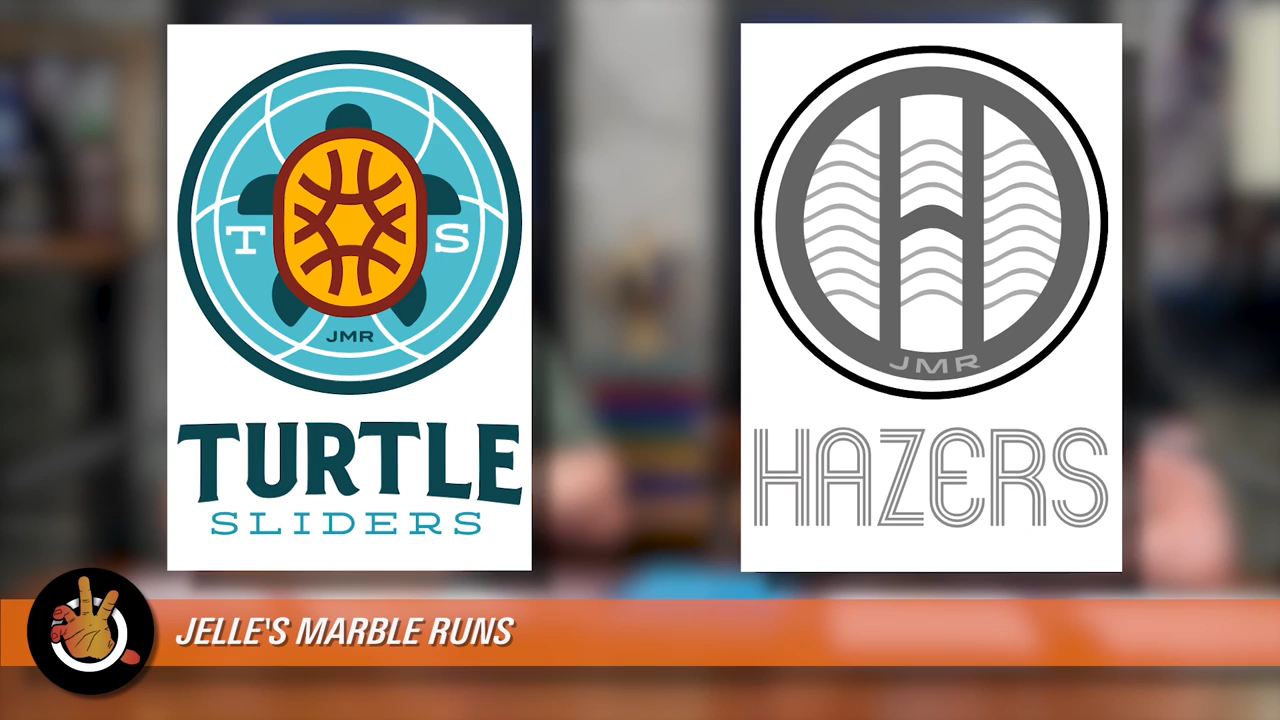 T S
JMR
TURTLE
SLIDERS
H
JMR
HAZERS
JELLE'S MARBLE RUNS